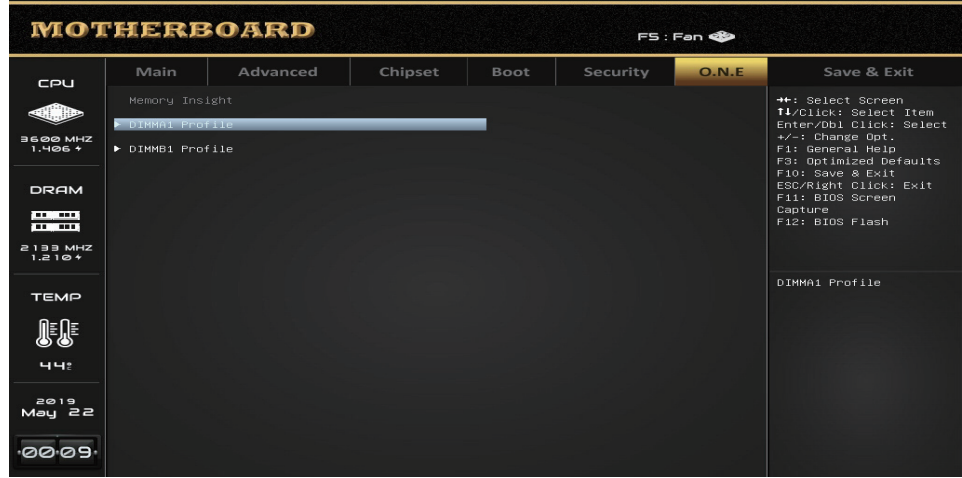 MOTHERBOARD
F5 : Fan
Main Advanced Chipset Boot Security O.N.E Save & Exit
CPU
3600 MHZ
1.406
DRAM
2133 MHZ
1.210
TEMP
44℃
2019
May 22
00:09
Memory Insight
► DIMMA1 Profile
► DIMMB1 Profile
→←: Select Screen
↑↓/Click: Select Item
Enter/Dbl Click: Select
+/-: Change Opt.
F1: General Help
F3: Optimized Defaults
F10: Save & Exit
ESC/Right Click: Exit
F11: BIOS Screen
Capture
F12: BIOS Flash
DIMMA1 Profile